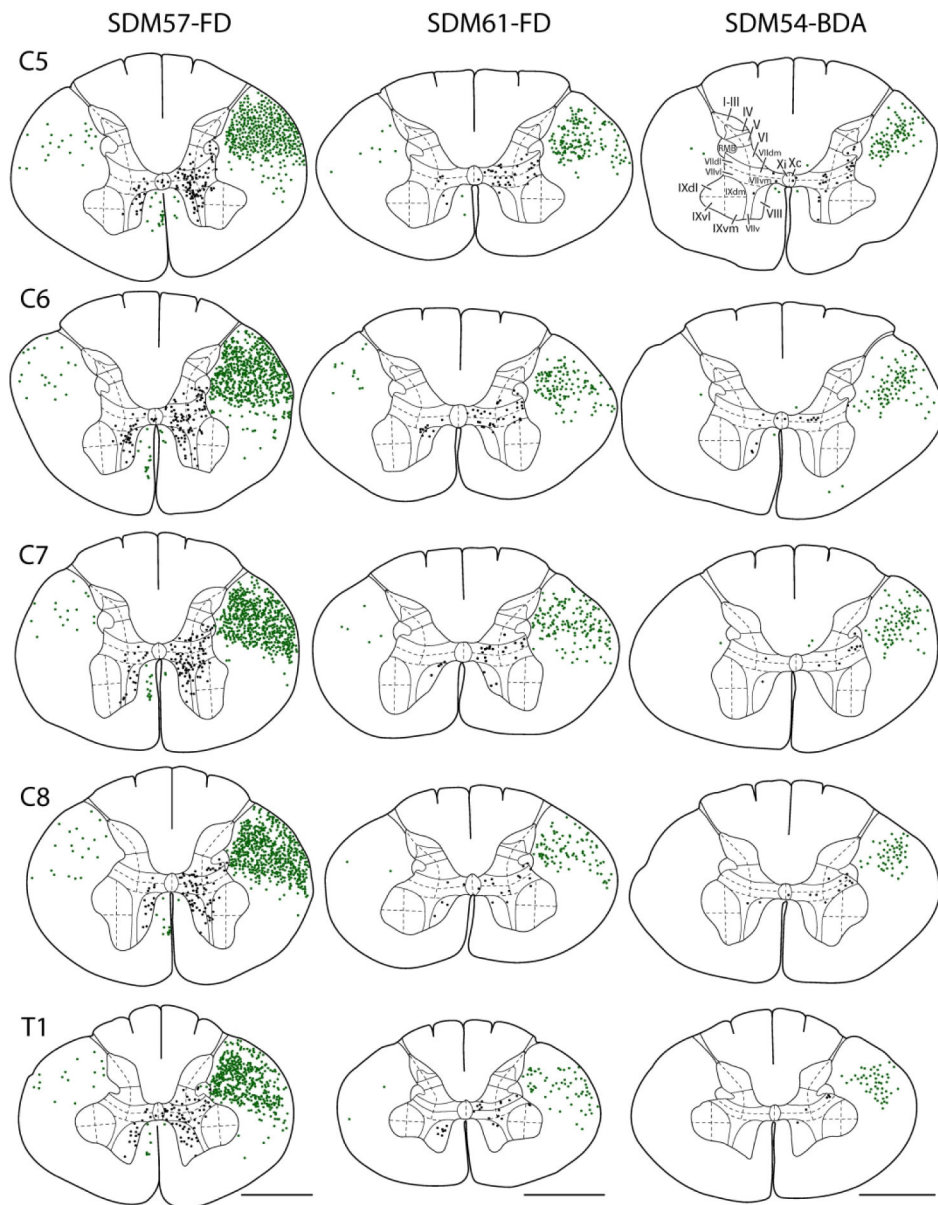 SDM57-FD SDM61-FD SDM54-BDA
C5
I-III
IV
V
VI
RMB
VIIdm
VIIdl
Xi Xc
VIIvl
VIIvm
IXdl
IXdm
IXvl
VIII
IXvm
VIIv
C6
C7
C8
T1